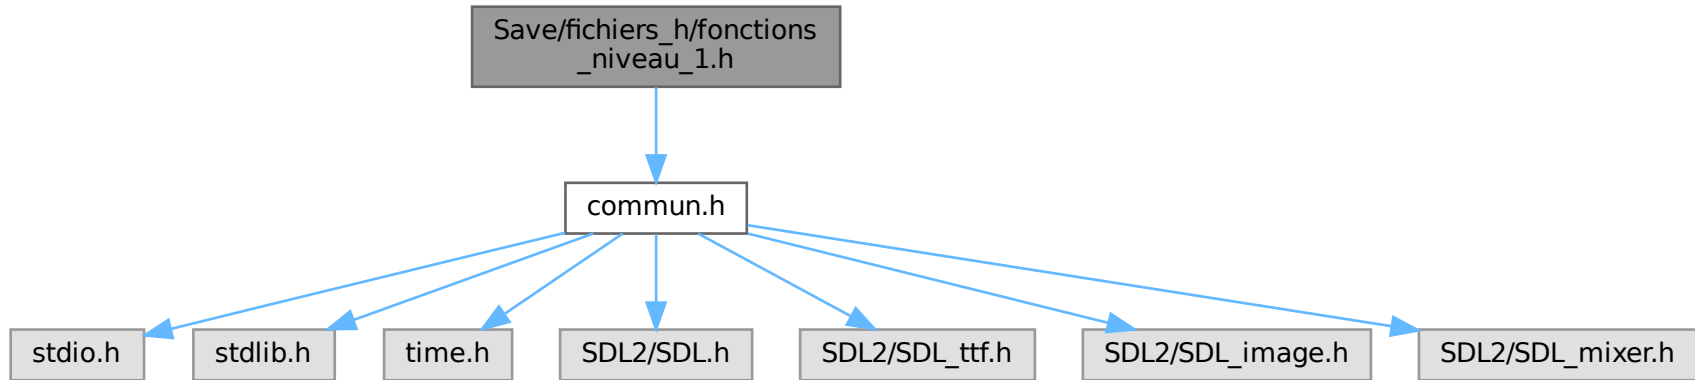 Save/fichiers_h/fonctions
_niveau_1.h
commun.h
stdio.h
stdlib.h
time.h
SDL2/SDL.h
SDL2/SDL_ttf.h
SDL2/SDL_image.h
SDL2/SDL_mixer.h